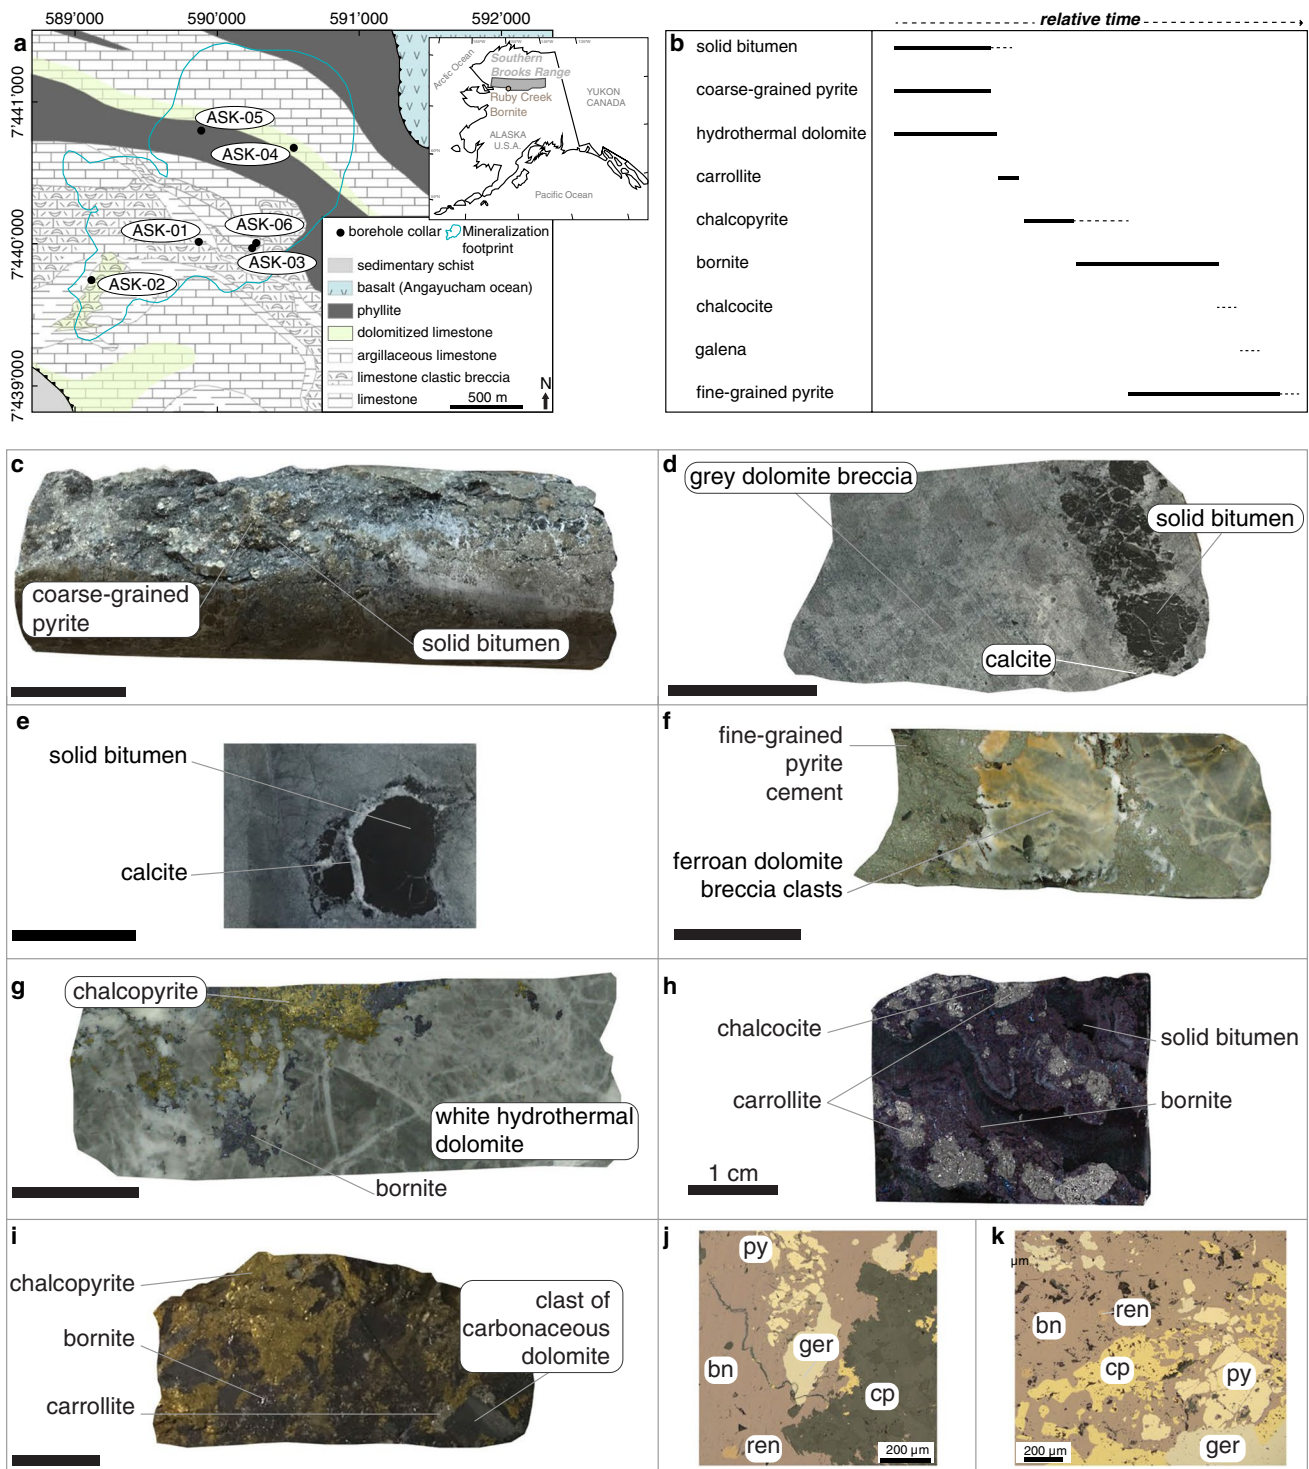 589'000 590'000 591'000 592'000
a
7'441'000
7'440'000
7'439'000
ASK-05
ASK-04
ASK-01
ASK-06
ASK-03
ASK-02
Arctic Ocean
Southern
Brooks Range
Ruby Creek
Bornite
YUKON
CANADA
ALASKA
U.S.A.
Pacific Ocean
borehole collar
Mineralization
footprint
sedimentary schist
basalt (Angayucham ocean)
phyllite
dolomitized limestone
argillaceous limestone
limestone clastic breccia
limestone
500 m
N
relative time
b
solid bitumen
coarse-grained pyrite
hydrothermal dolomite
carrollite
chalcopyrite
bornite
chalcocite
galena
fine-grained pyrite
c
coarse-grained
pyrite
solid bitumen
d
grey dolomite breccia
solid bitumen
calcite
e
solid bitumen
calcite
f
fine-grained
pyrite
cement
ferroan dolomite
breccia clasts
g
chalcopyrite
white hydrothermal
dolomite
bornite
h
chalcocite
carrollite
solid bitumen
bornite
1 cm
i
chalcopyrite
bornite
carrollite
clast of
carbonaceous
dolomite
j
py
ger
bn
cp
ren
200 µm
k
µm
ren
bn
cp
py
ger
200 µm